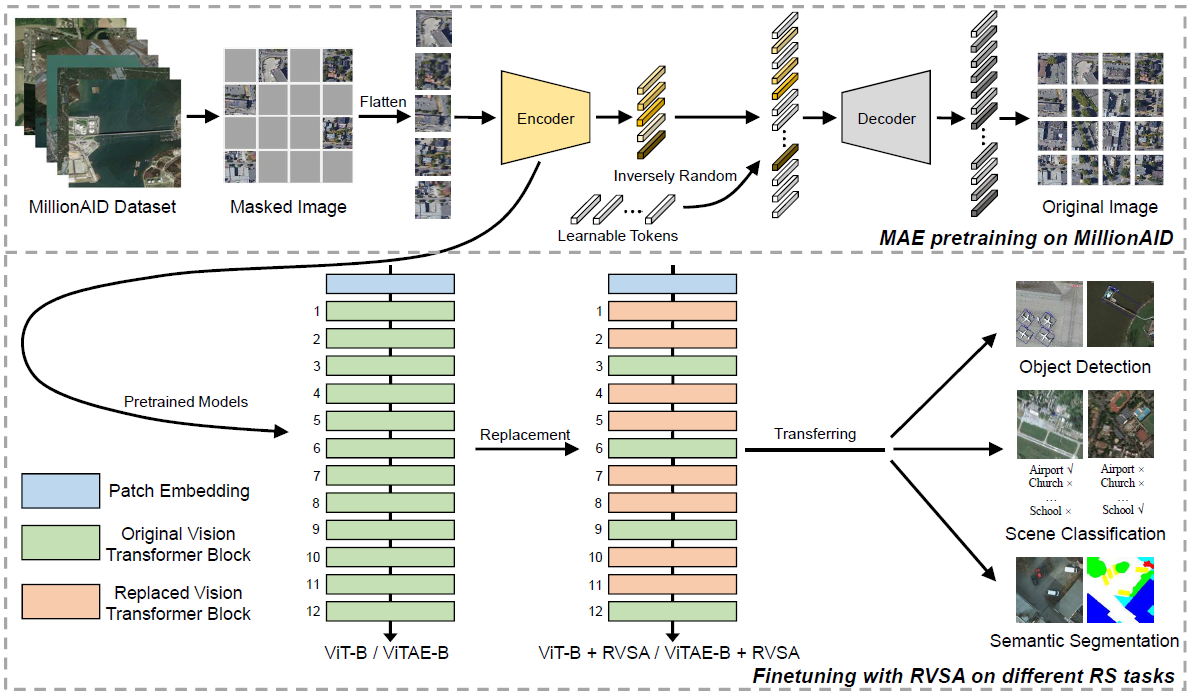 Flatten
Encoder
Decoder
Inversely Random
Learnable Tokens
MillionAID Dataset
Masked Image
Original Image
MAE pretraining on MillionAID
1
2
3
4
5
6
7
8
9
10
11
12
1
2
3
4
5
6
7
8
9
10
11
12
Pretrained Models
Replacement
Transferring
Patch Embedding
Original Vision
Transformer Block
Replaced Vision
Transformer Block
ViT-B / ViTAE-B
ViT-B + RVSA / ViTAE-B + RVSA
Object Detection
Airport √
Church ×
...
School ×
Airport ×
Church ×
...
School √
Scene Classification
Semantic Segmentation
Finetuning with RVSA on different RS tasks